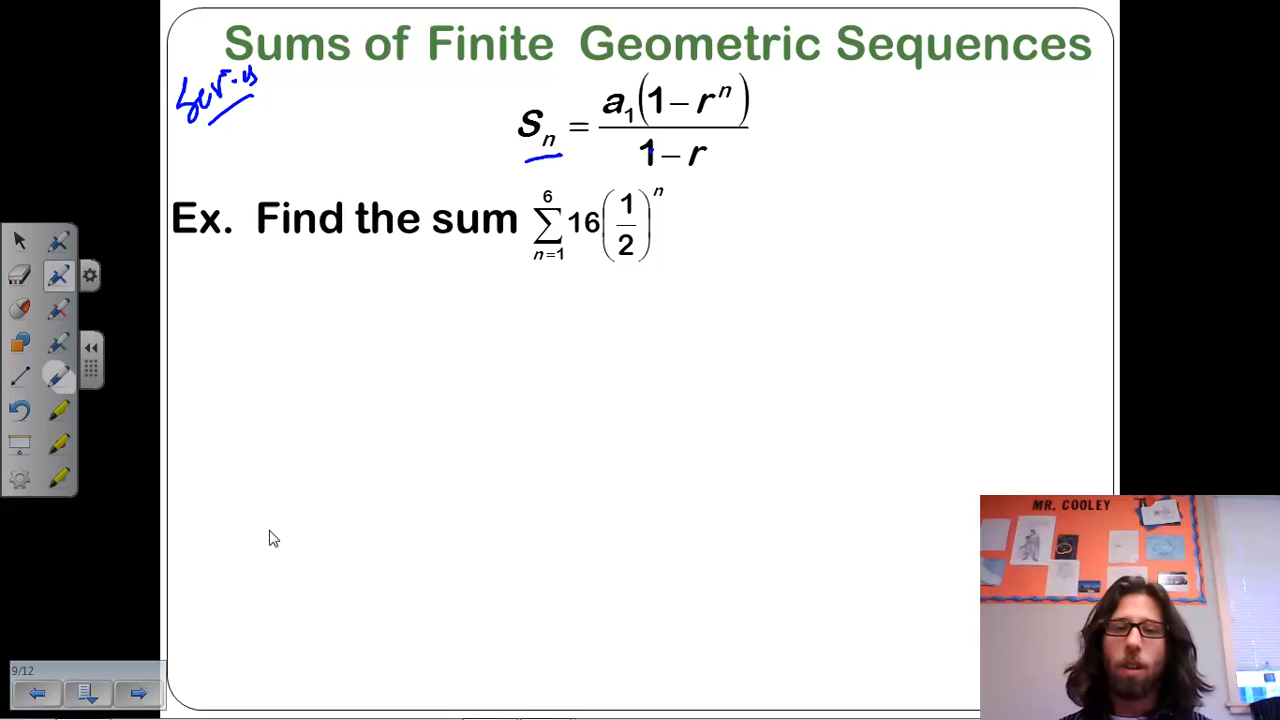 Sums of Finite Geometric Sequences
Series
S_n = a_1(1 – r^n) / (1 – r)
Ex. Find the sum ∑_{n=1}^{6} 16(1/2)^n
MR. COOLEY
9/12